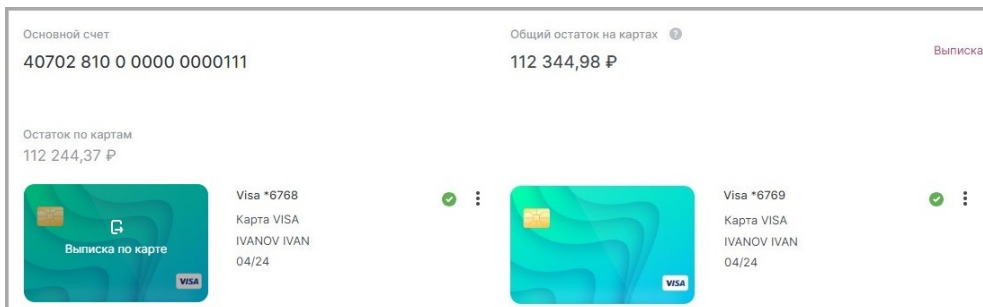 Основной счет
40702 810 0 0000 0000111
Общий остаток на картах ?
112 344,98 ₽
Выписка
Остаток по картам
112 244,37 ₽
Выписка по карте
VISA
Visa *6768
Карта VISA
IVANOV IVAN
04/24
VISA
Visa *6769
Карта VISA
IVANOV IVAN
04/24